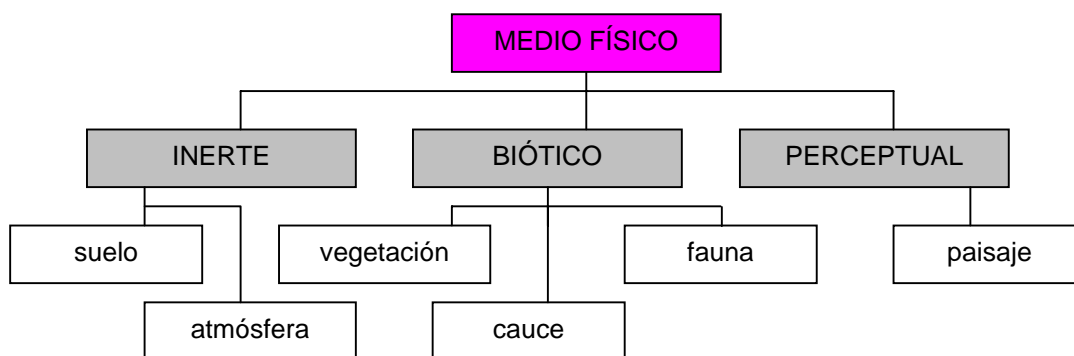 MEDIO FÍSICO
INERTE
BIÓTICO
PERCEPTUAL
suelo
vegetación
fauna
paisaje
atmósfera
cauce